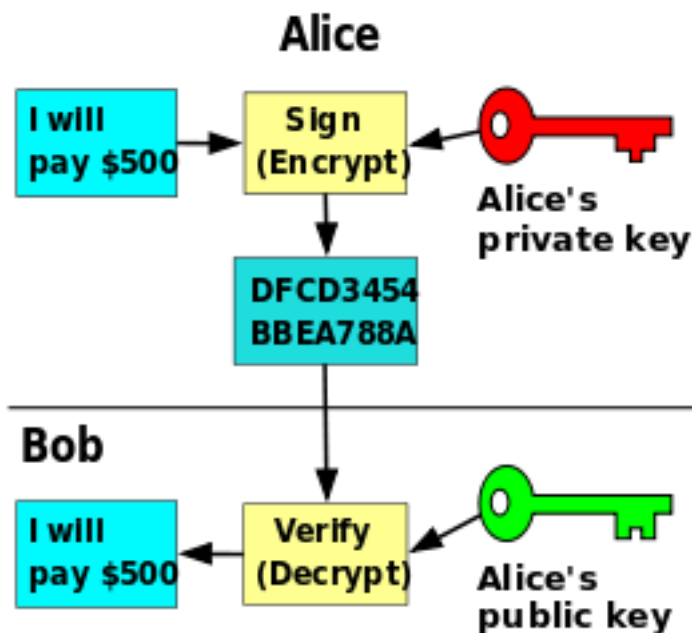 Alice
I will
pay $500
Sign
(Encrypt)
Alice's
private key
DFCD3454
BBEA788A
Bob
I will
pay $500
Verify
(Decrypt)
Alice's
public key